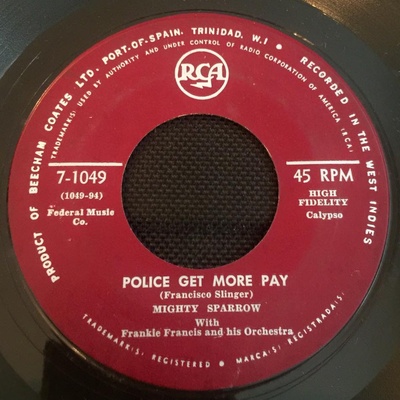 PRODUCT OF BEECHAM COATES LTD. PORT-OF-SPAIN, TRINIDAD, W.I • RECORDED IN THE WEST INDIES
TRADEMARK(S) USED BY AUTHORITY AND UNDER CONTROL OF RADIO CORPORATION OF AMERICA (RCA)
RCA
7-1049
45 RPM
(1049-94)
HIGH
FIDELITY
Federal Music
Co.
Calypso
POLICE GET MORE PAY
(Francisco Slinger)
MIGHTY SPARROW
With
Frankie Francis and his Orchestra
TRADEMARKS, REGISTERED • MARCA(S) REGISTRADA(S)